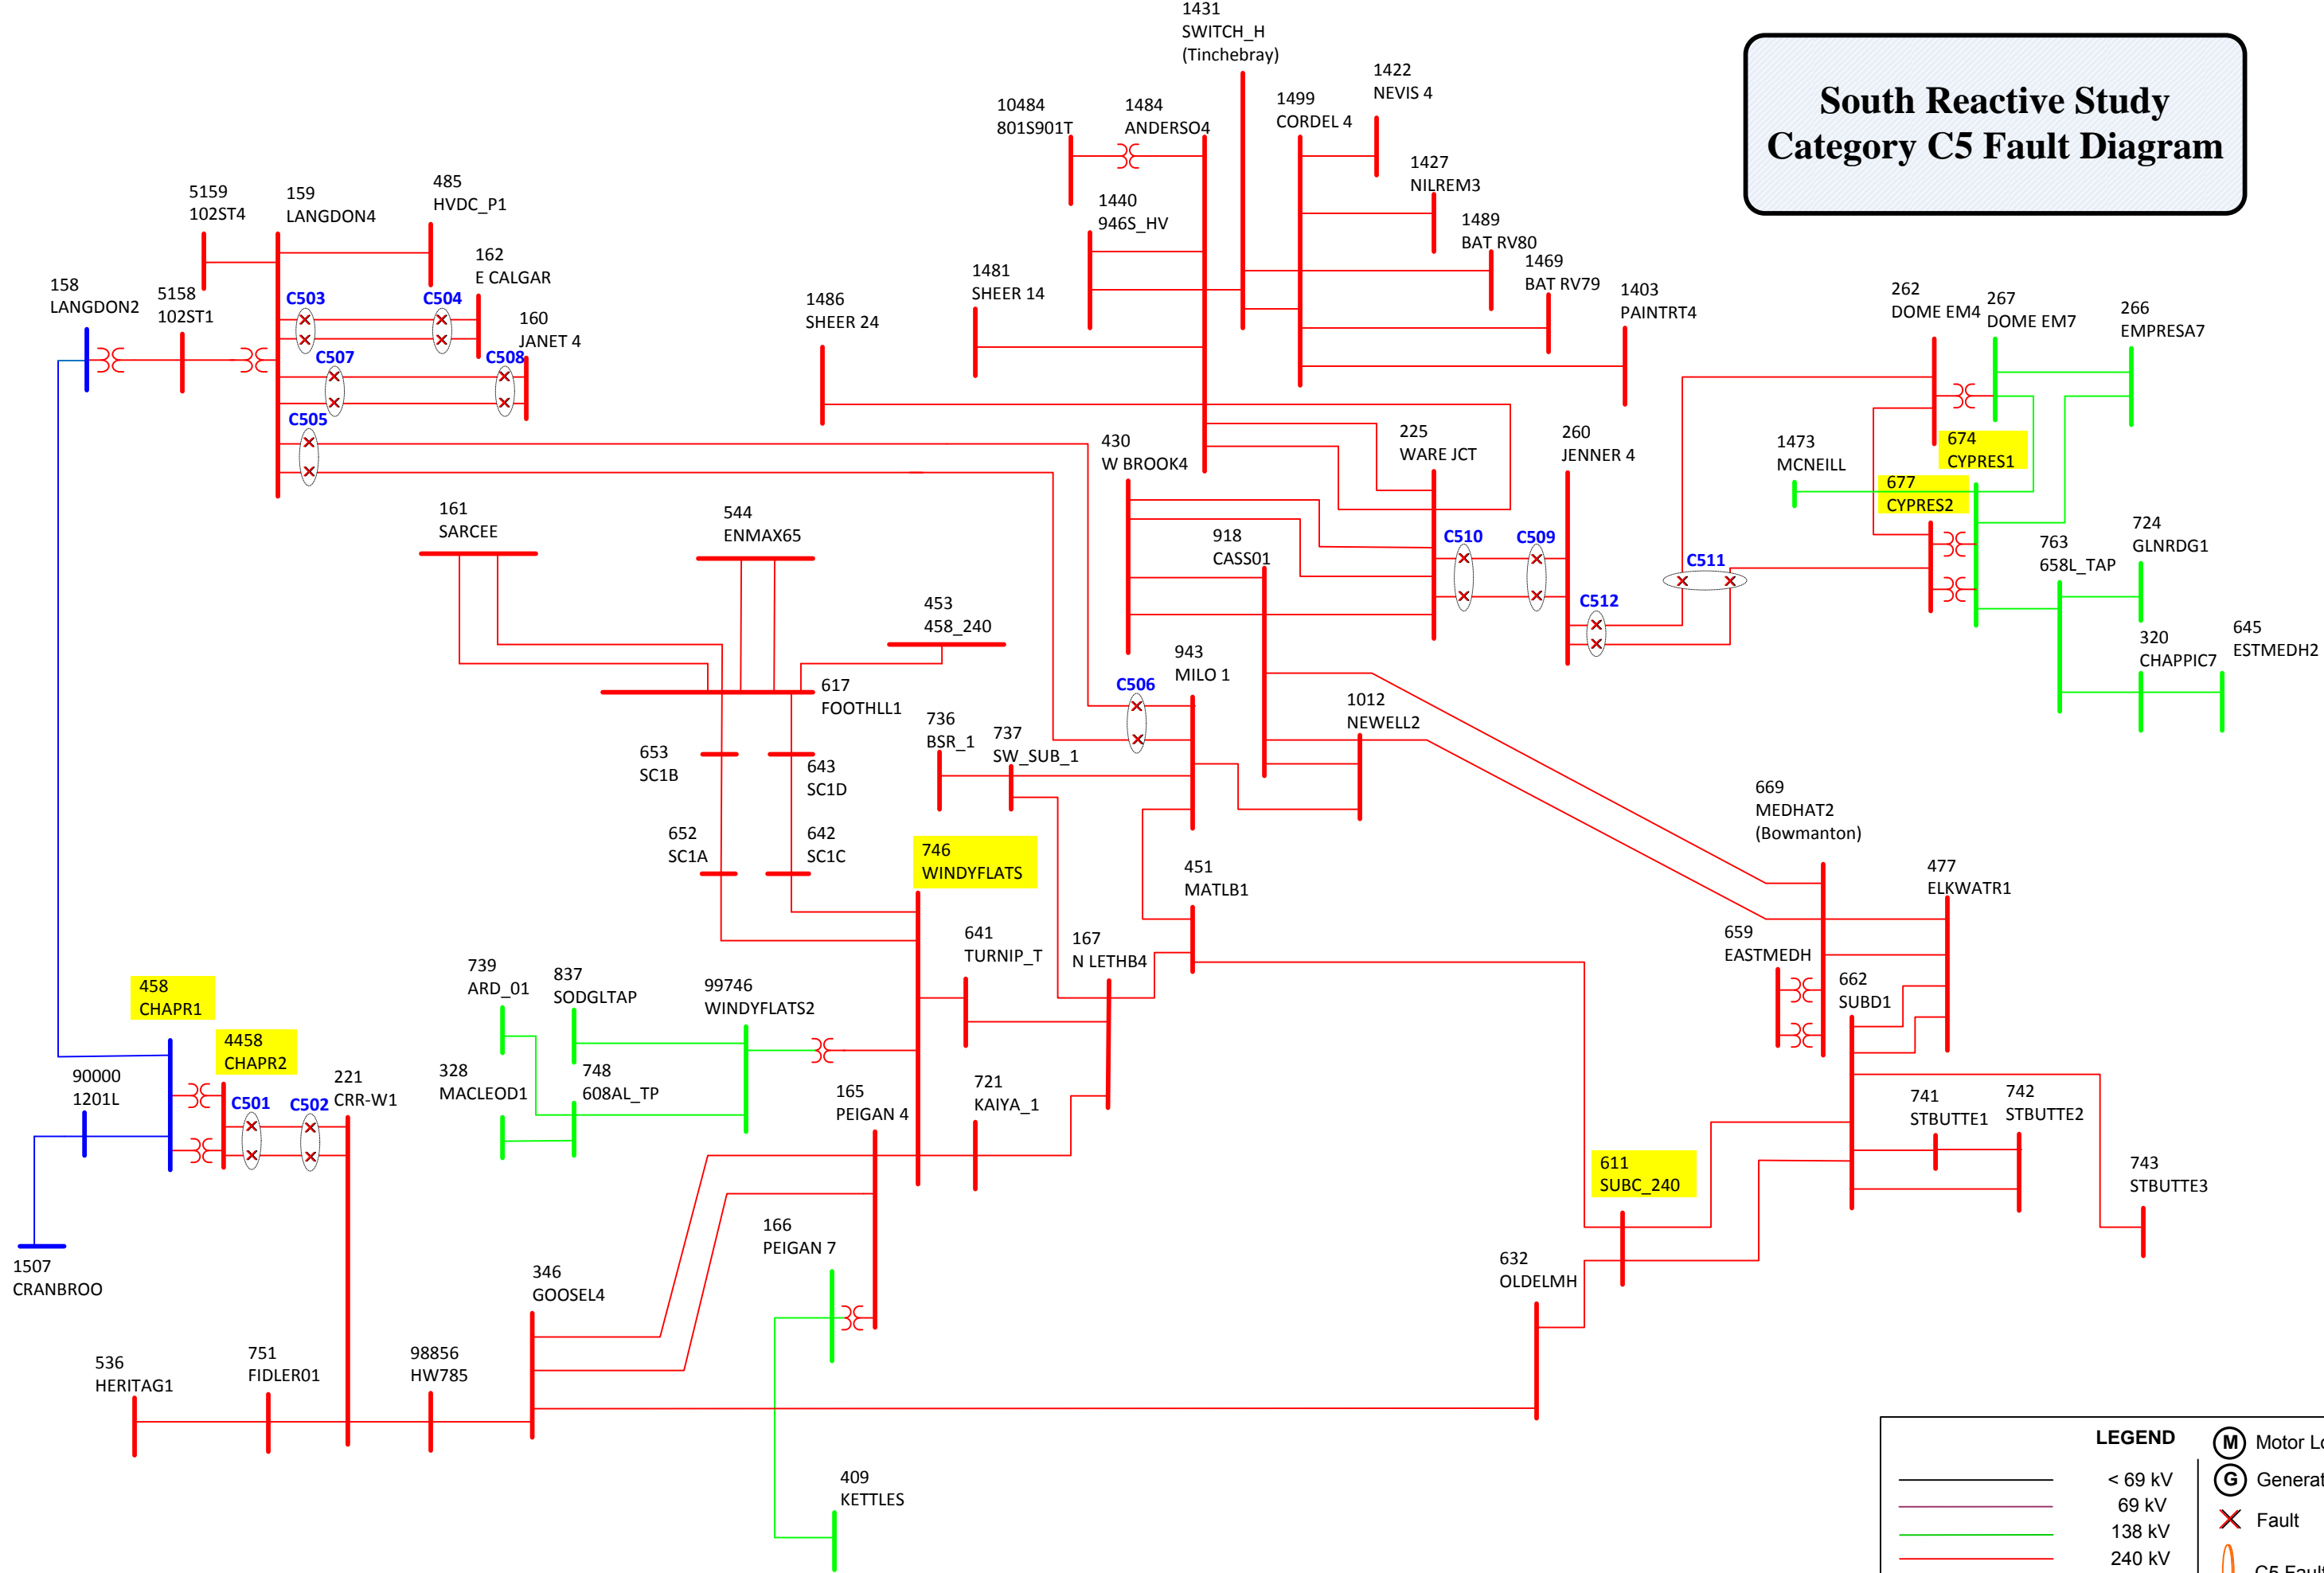 1431
SWITCH_H
(Tinchebray)
South Reactive Study
Category C5 Fault Diagram
1422
NEVIS 4
10484
801S901T
1484
ANDERSO4
1499
CORDEL 4
1427
NILREM3
5159
102ST4
159
LANGDON4
485
HVDC_P1
1440
946S_HV
1489
BAT RV80
162
E CALGAR
1481
SHEER 14
1469
BAT RV79
158
LANGDON2
5158
102ST1
C503
C504
160
JANET 4
1486
SHEER 24
1403
PAINTRT4
262
DOME EM4
267
DOME EM7
266
EMPRESA7
C507
C508
C505
430
W BROOK4
225
WARE JCT
260
JENNER 4
1473
MCNEILL
674
CYPRES1
677
CYPRES2
161
SARCEE
544
ENMAX65
918
CASS01
C510
C509
C511
763
658L_TAP
724
GLNRDG1
453
458_240
C512
320
CHAPPIC7
645
ESTMEDH2
617
FOOTHLL1
943
MILO 1
C506
1012
NEWELL2
736
BSR_1
737
SW_SUB_1
653
SC1B
643
SC1D
669
MEDHAT2
(Bowmanton)
652
SC1A
642
SC1C
746
WINDYFLATS
451
MATLB1
477
ELKWATR1
641
TURNIP_T
167
N LETHB4
659
EASTMEDH
739
ARD_01
837
SODGLTAP
99746
WINDYFLATS2
662
SUBD1
458
CHAPR1
4458
CHAPR2
90000
1201L
221
CRR-W1
C501
C502
328
MACLEOD1
748
608AL_TP
165
PEIGAN 4
721
KAIYA_1
741
STBUTTE1
742
STBUTTE2
611
SUBC_240
743
STBUTTE3
166
PEIGAN 7
1507
CRANBROO
346
GOOSEL4
632
OLDELMH
536
HERITAG1
751
FIDLER01
98856
HW785
409
KETTLES
LEGEND
< 69 kV
69 kV
138 kV
240 kV
M Motor Lo
G Generat
Fault
C5 Faul